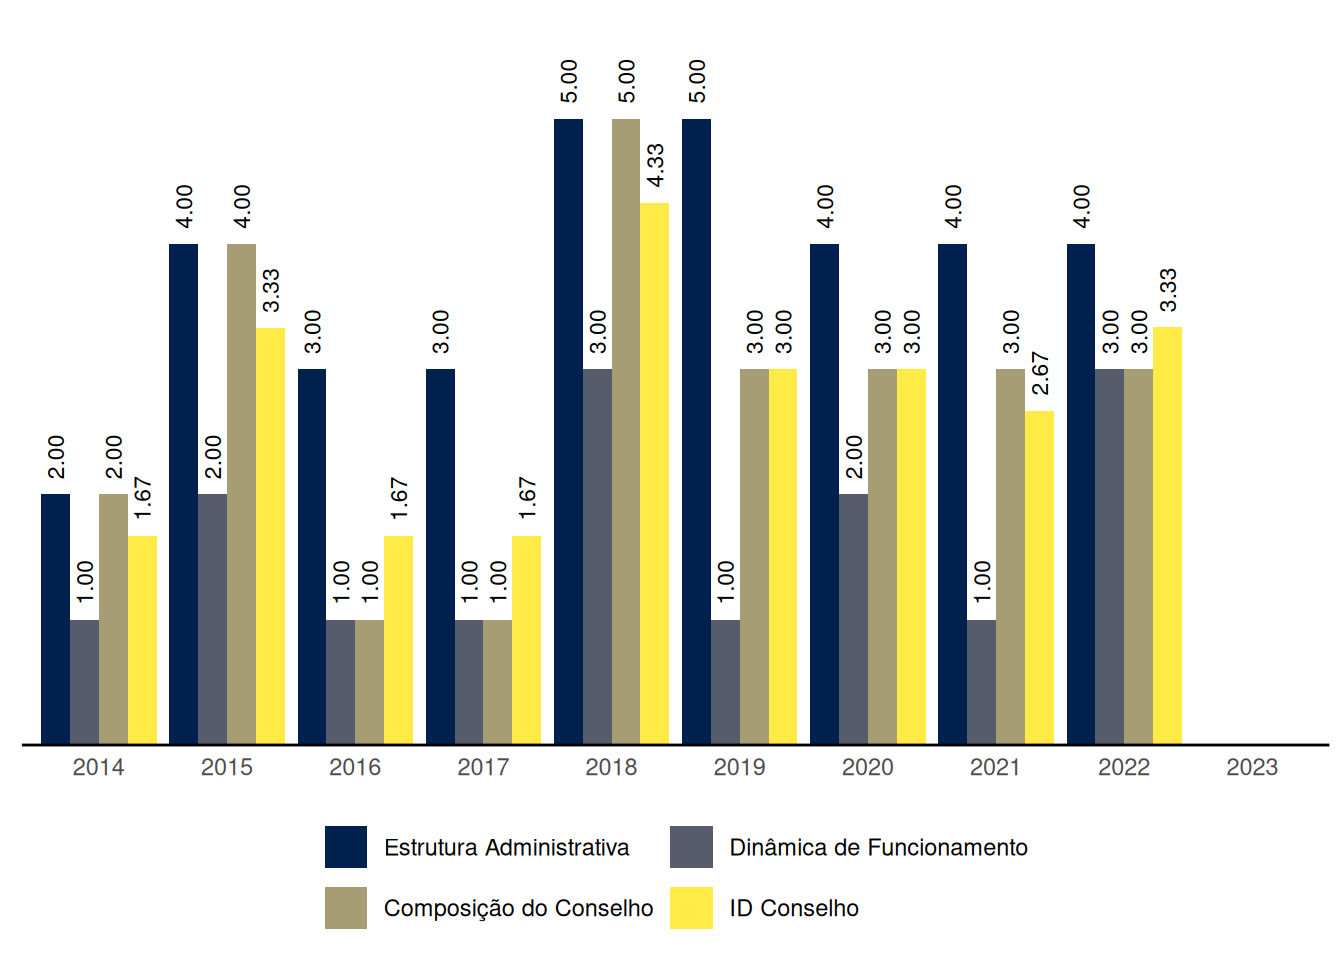 5.00 5.00 5.00
4.33
4.00 4.00 4.00 4.00 4.00
3.33 3.33
3.00 3.00 3.00 3.00 3.00 3.00 3.00 3.00 3.00 3.00
2.67
2.00 2.00 2.00 2.00
1.67 1.67 1.67
1.00 1.00 1.00 1.00 1.00 1.00 1.00
2014 2015 2016 2017 2018 2019 2020 2021 2022 2023
Estrutura Administrativa Dinâmica de Funcionamento
Composição do Conselho ID Conselho